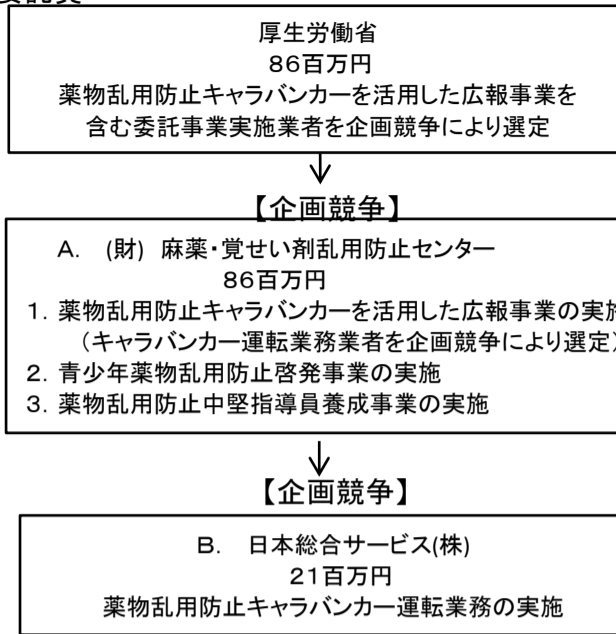 厚生労働省
86百万円
薬物乱用防止キャラバンカーを活用した広報事業を
含む委託事業実施業者を企画競争により選定
【企画競争】
A. (財) 麻薬・覚せい剤乱用防止センター
86百万円
1. 薬物乱用防止キャラバンカーを活用した広報事業の実施
(キャラバンカー運転業務業者を企画競争により選定)
2. 青少年薬物乱用防止啓発事業の実施
3. 薬物乱用防止中堅指導員養成事業の実施
【企画競争】
B. 日本総合サービス(株)
21百万円
薬物乱用防止キャラバンカー運転業務の実施